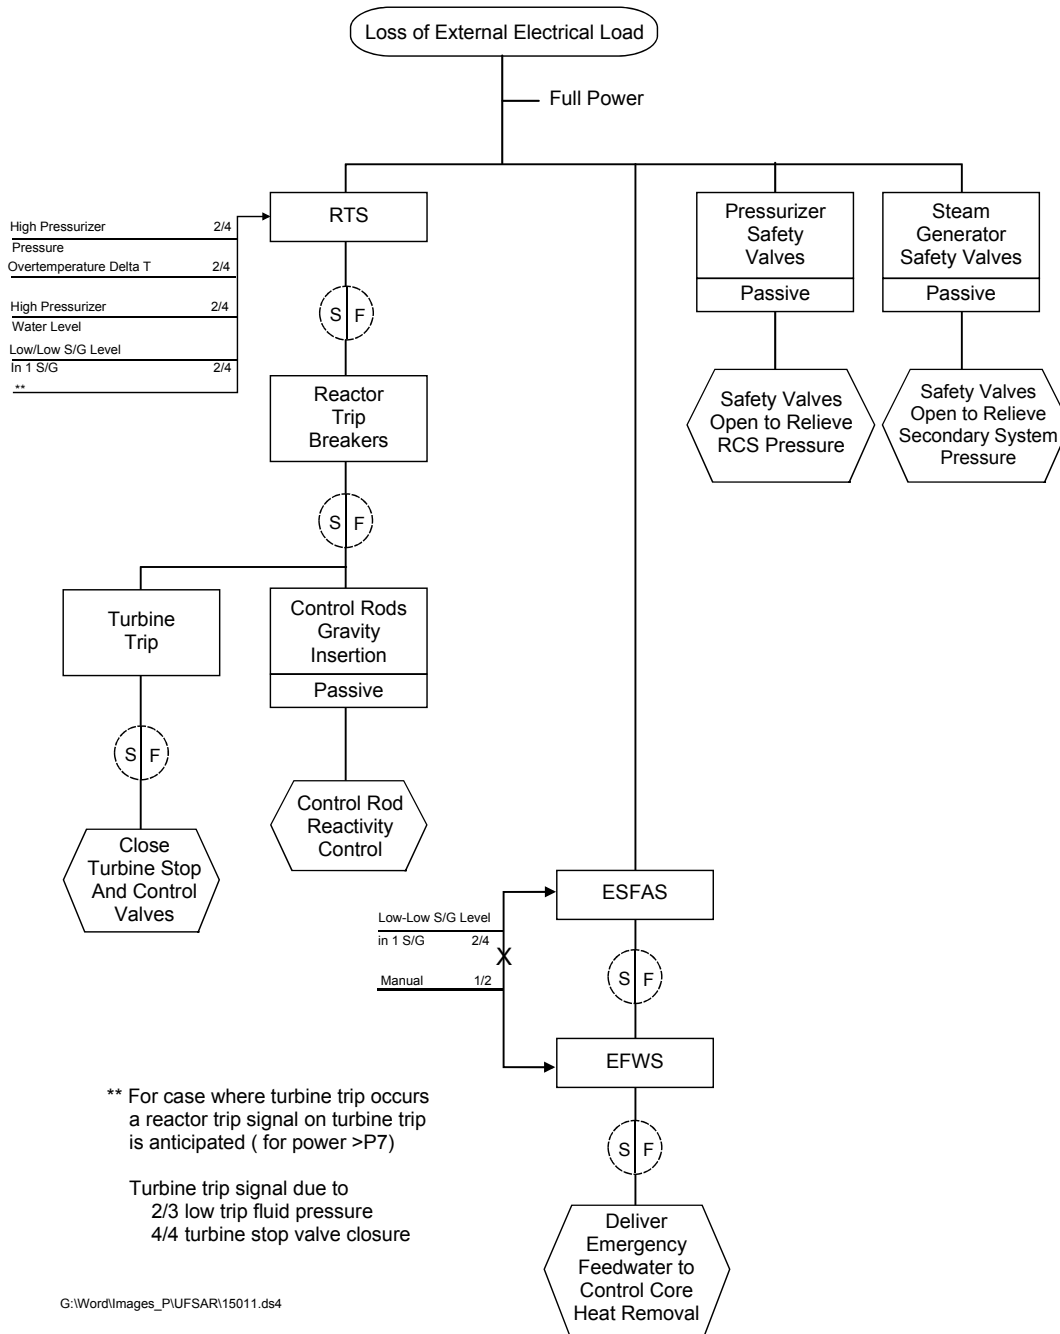 Loss of External Electrical Load
Full Power
RTS
High Pressurizer 2/4
Pressure
Overtemperature Delta T 2/4
High Pressurizer 2/4
Water Level
Low/Low S/G Level
In 1 S/G 2/4
**
S F
Reactor
Trip
Breakers
S F
Turbine
Trip
S F
Close
Turbine Stop
And Control
Valves
Control Rods
Gravity
Insertion
Passive
Control Rod
Reactivity
Control
Pressurizer
Safety
Valves
Passive
Safety Valves
Open to Relieve
RCS Pressure
Steam
Generator
Safety Valves
Passive
Safety Valves
Open to Relieve
Secondary System
Pressure
Low-Low S/G Level
in 1 S/G 2/4
X
Manual 1/2
ESFAS
S F
EFWS
S F
Deliver
Emergency
Feedwater to
Control Core
Heat Removal
** For case where turbine trip occurs
a reactor trip signal on turbine trip
is anticipated ( for power >P7)
Turbine trip signal due to
2/3 low trip fluid pressure
4/4 turbine stop valve closure
G:\Word\Images_P\UFSAR\15011.ds4